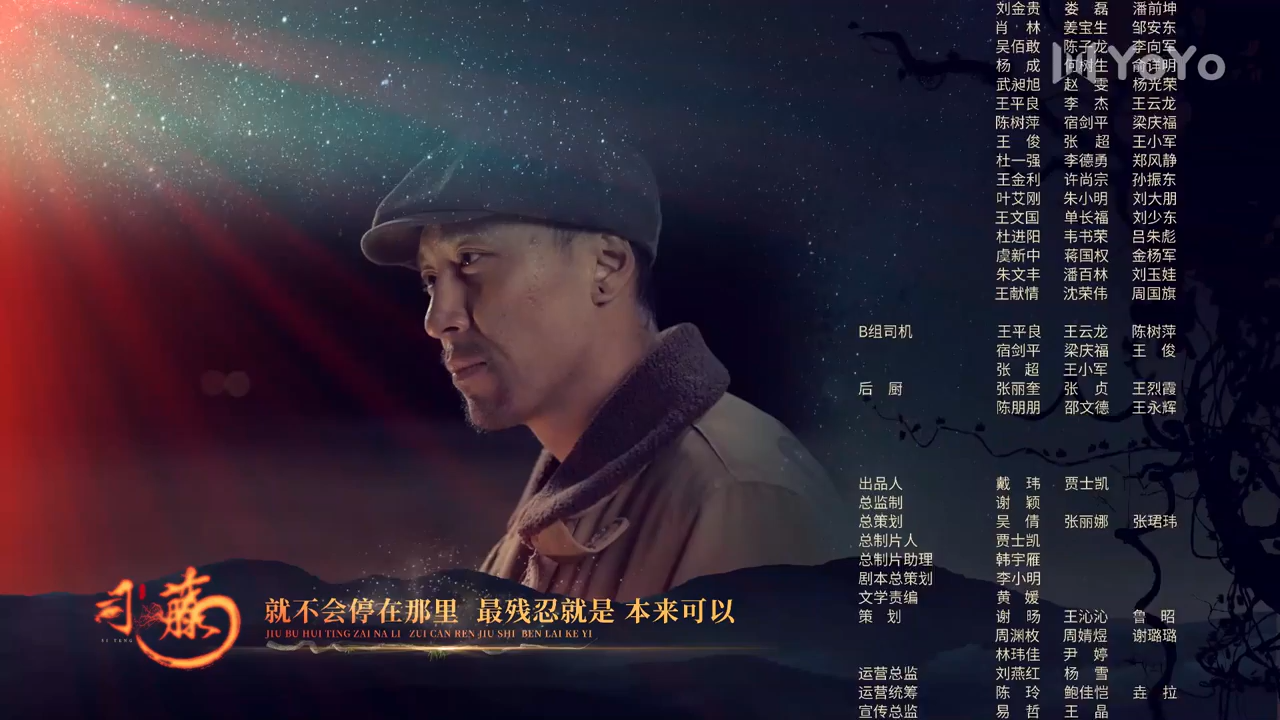 刘金贵 娄 磊 潘前坤
肖 林 姜宝生 邹安东
吴佰敢 陈子龙 李向军
杨 成 何树生 俞详明
YoYo
武昶旭 赵 雯 杨光荣
王平良 李 杰 王云龙
陈树萍 宿剑平 梁庆福
王 俊 张 超 王小军
杜一强 李德勇 郑风静
王金利 许尚宗 孙振东
叶艾刚 朱小明 刘大朋
王文国 单长福 刘少东
杜进阳 韦书荣 吕朱彪
虞新中 蒋国权 金杨军
朱文丰 潘百林 刘玉娃
王献情 沈荣伟 周国旗
B组司机 王平良 王云龙 陈树萍
宿剑平 梁庆福 王 俊
张 超 王小军
后 厨 张丽奎 张 贞 王烈霞
陈朋朋 邵文德 王永辉
出品人 戴 玮 贾士凯
总监制 谢 颖
总策划 吴 倩 张丽娜 张珺玮
总制片人 贾士凯
总制片助理 韩宇雁
剧本总策划 李小明
文学责编 黄 媛
策 划 谢 旸 王沁沁 鲁 昭
周渊枚 周婧煜 谢璐璐
林玮佳 尹 婷
运营总监 刘燕红 杨 雪
运营统筹 陈 玲 鲍佳恺 垚 拉
宣传总监 易 哲 王 晶
司藤
SI TENG
就不会停在那里 最残忍就是 本来可以
JIU BU HUI TING ZAI NA LI ZUI CAN REN JIU SHI BEN LAI KE YI